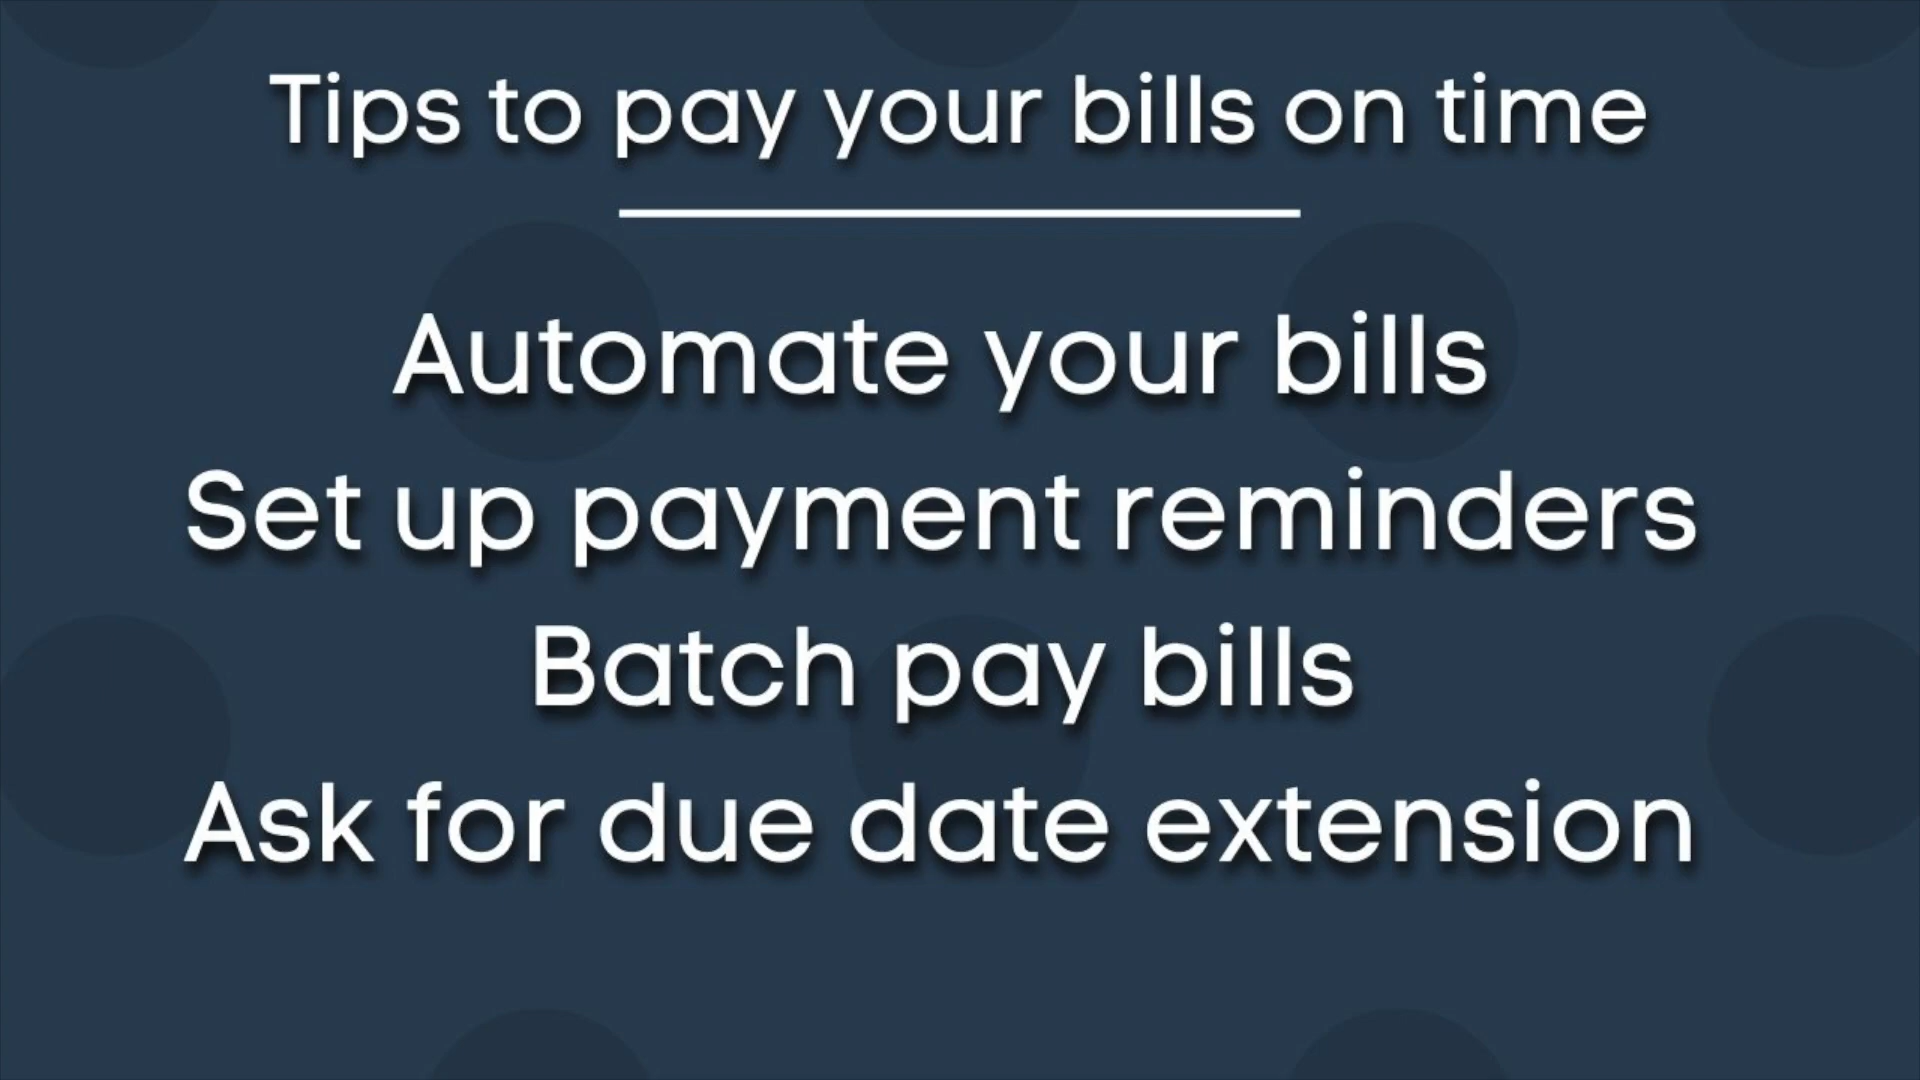 Tips to pay your bills on time
Automate your bills
Set up payment reminders
Batch pay bills
Ask for due date extension